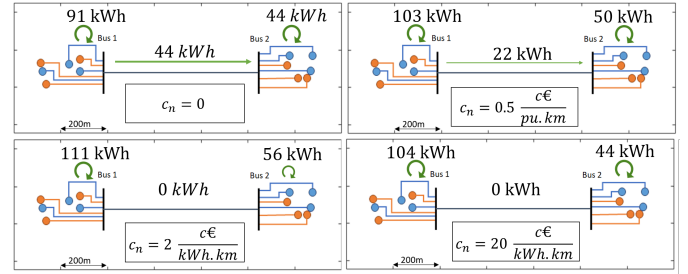 91 kWh
44 kWh
Bus 1
Bus 2
44 kWh
c_n = 0
200m
103 kWh
50 kWh
Bus 1
Bus 2
22 kWh
c_n = 0.5 c€/pu.km
200m
111 kWh
56 kWh
Bus 1
Bus 2
0 kWh
c_n = 2 c€/kWh.km
200m
104 kWh
44 kWh
Bus 1
Bus 2
0 kWh
c_n = 20 c€/kWh.km
200m